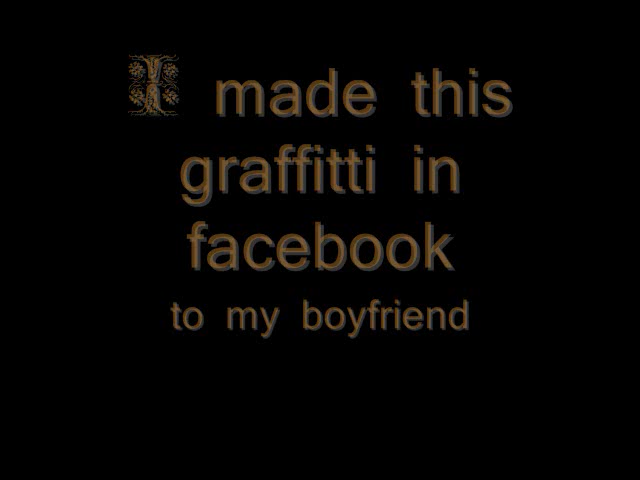 I made this
graffitti in
facebook
to my boyfriend